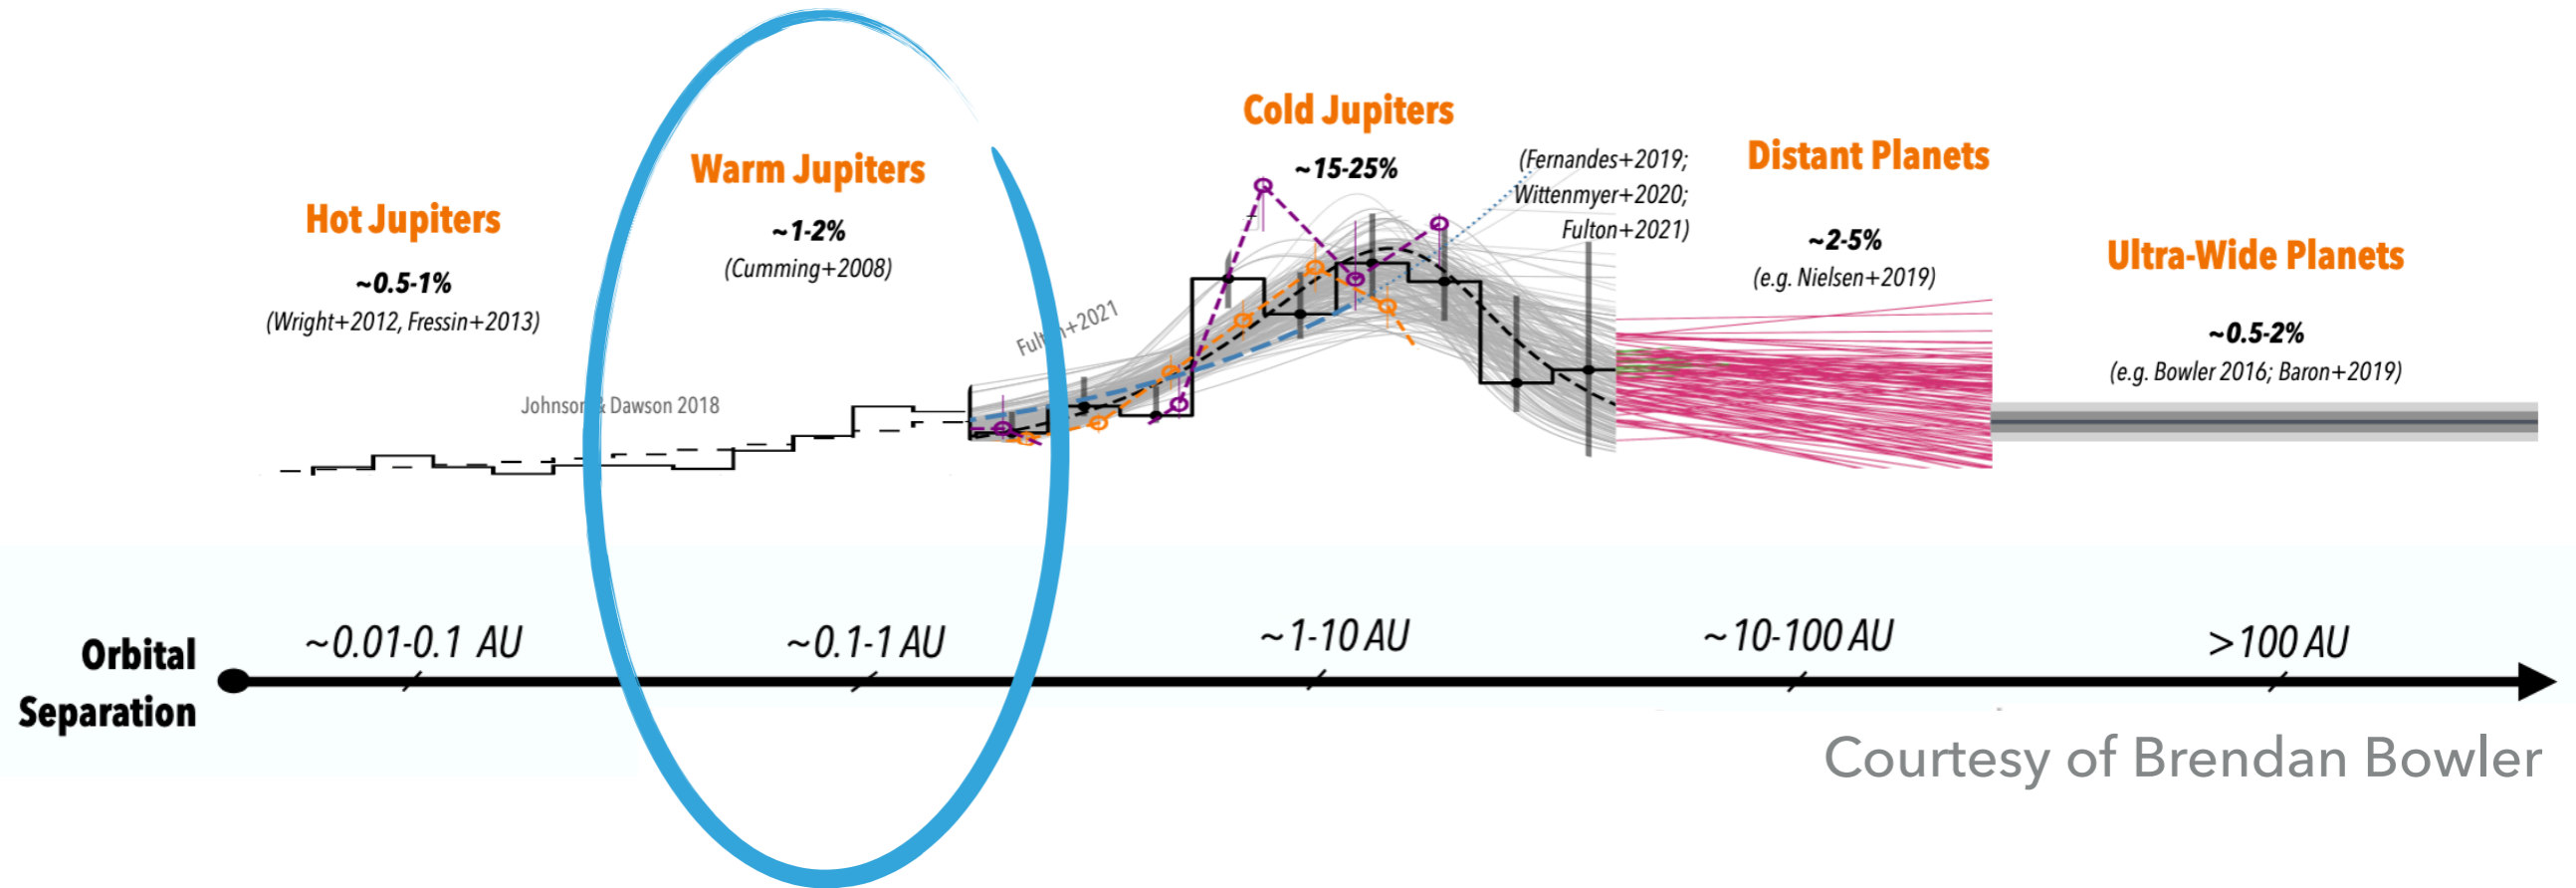 Hot Jupiters
~0.5-1%
(Wright+2012, Fressin+2013)
Johnson & Dawson 2018
Warm Jupiters
~1-2%
(Cumming+2008)
Fulton+2021
Cold Jupiters
~15-25%
(Fernandes+2019;
Wittenmyer+2020;
Fulton+2021)
Distant Planets
~2-5%
(e.g. Nielsen+2019)
Ultra-Wide Planets
~0.5-2%
(e.g. Bowler 2016; Baron+2019)
Orbital
Separation
~0.01-0.1 AU
~0.1-1 AU
~1-10 AU
~10-100 AU
>100 AU
Courtesy of Brendan Bowler